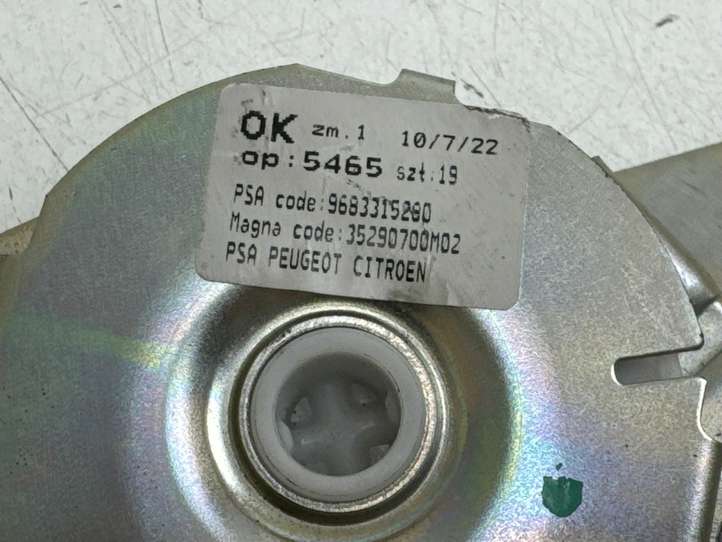 OK zm.1 10/7/22
op:5465 szt:19
PSA code:9683315280
Magna code:35290700M02
PSA PEUGEOT CITROEN